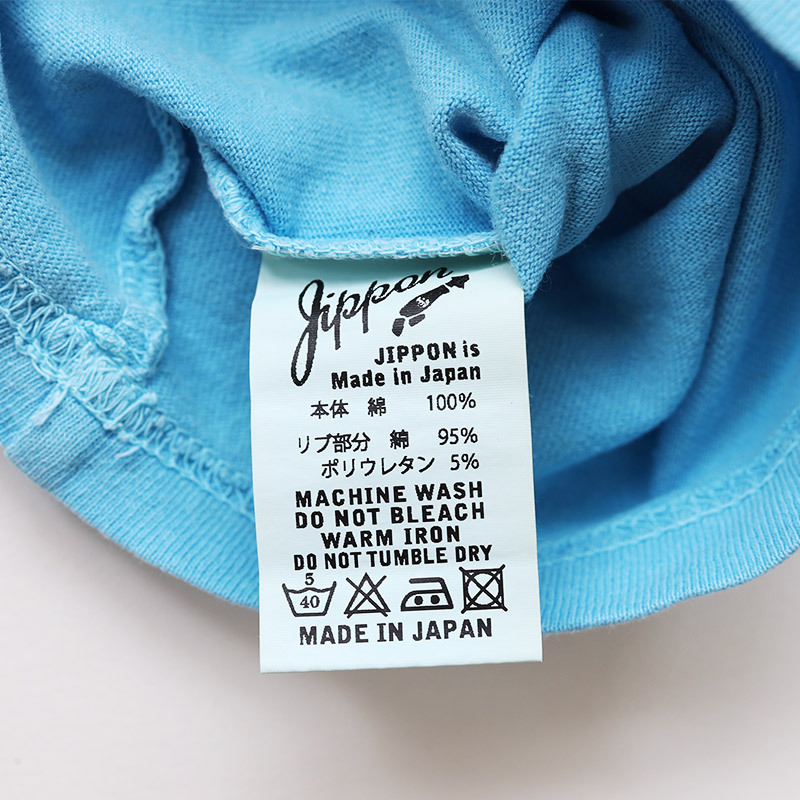 Jippon
JIPPON is
Made in Japan
本体 綿 100%
リブ部分 綿 95%
ポリウレタン 5%
MACHINE WASH
DO NOT BLEACH
WARM IRON
DO NOT TUMBLE DRY
5
40
MADE IN JAPAN